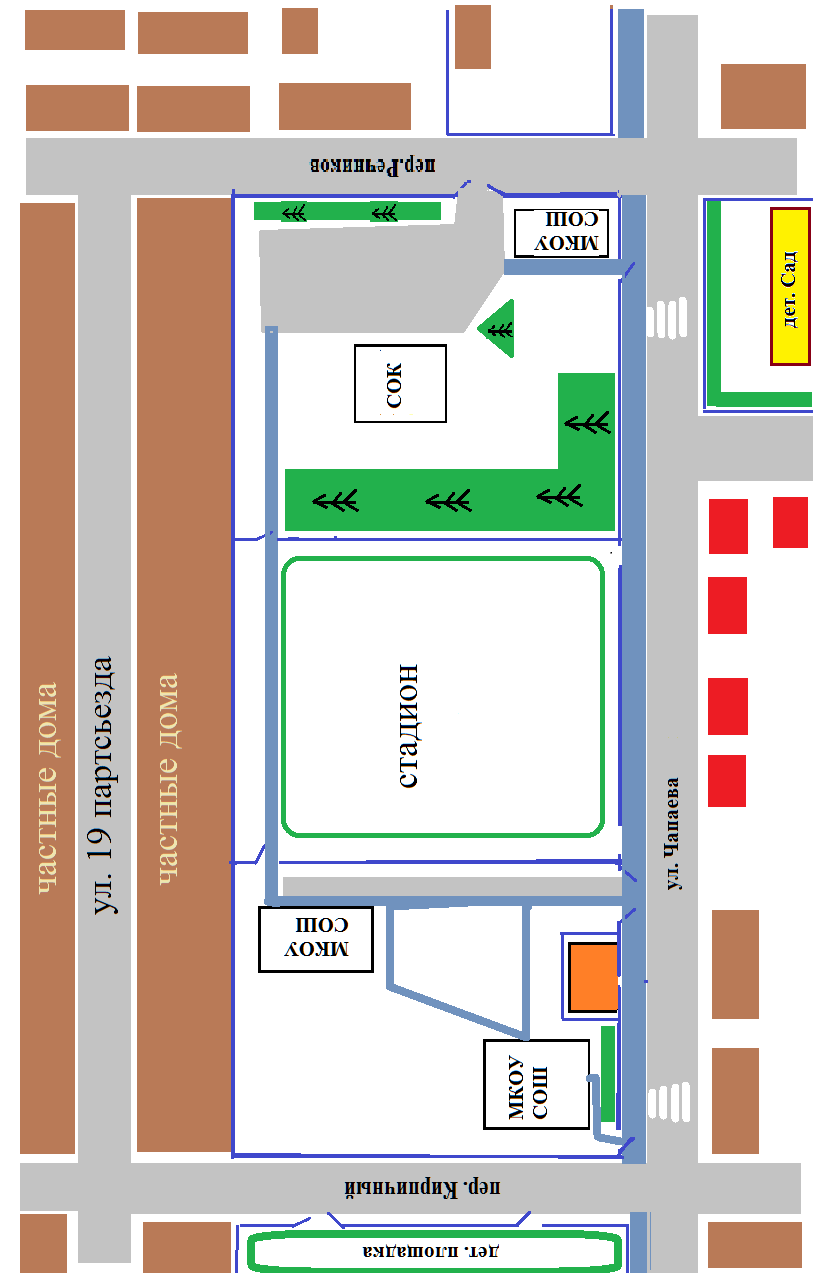 пер.Речников
МКОУ
СОШ
дет. Сад
СОК
стадион
частные дома
ул. 19 партсьезда
частные дома
ул. Чапаева
МКОУ
СОШ
МКОУ
СОШ
пер. Кирпичный
дет. площадка